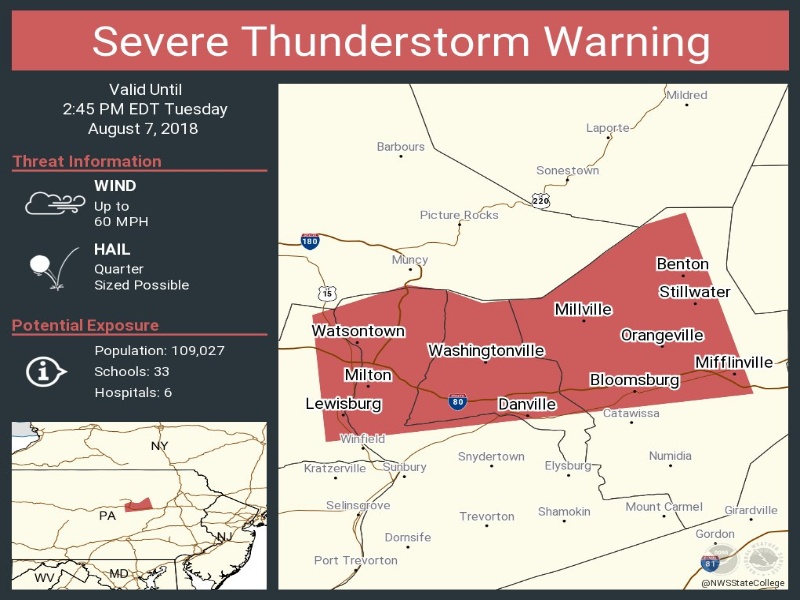 Severe Thunderstorm Warning
Valid Until
2:45 PM EDT Tuesday
August 7, 2018
Threat Information
WIND
Up to
60 MPH
HAIL
Quarter
Sized Possible
Potential Exposure
Population: 109,027
Schools: 33
Hospitals: 6
NY
PA
NJ
MD
WV
Mildred
Laporte
Barbours
Sonestown
220
Picture Rocks
180
Muncy
Benton
15
Stillwater
Millville
Watsontown
Orangeville
Washingtonville
Mifflinville
Milton
Bloomsburg
80
Lewisburg
Danville
Catawissa
Winfield
Snydertown
Numidia
Kratzerville
Sunbury
Elysburg
Selinsgrove
Mount Carmel
Girardville
Trevorton
Shamokin
Dornsife
Gordon
Port Trevorton
81
@NWSStateCollege